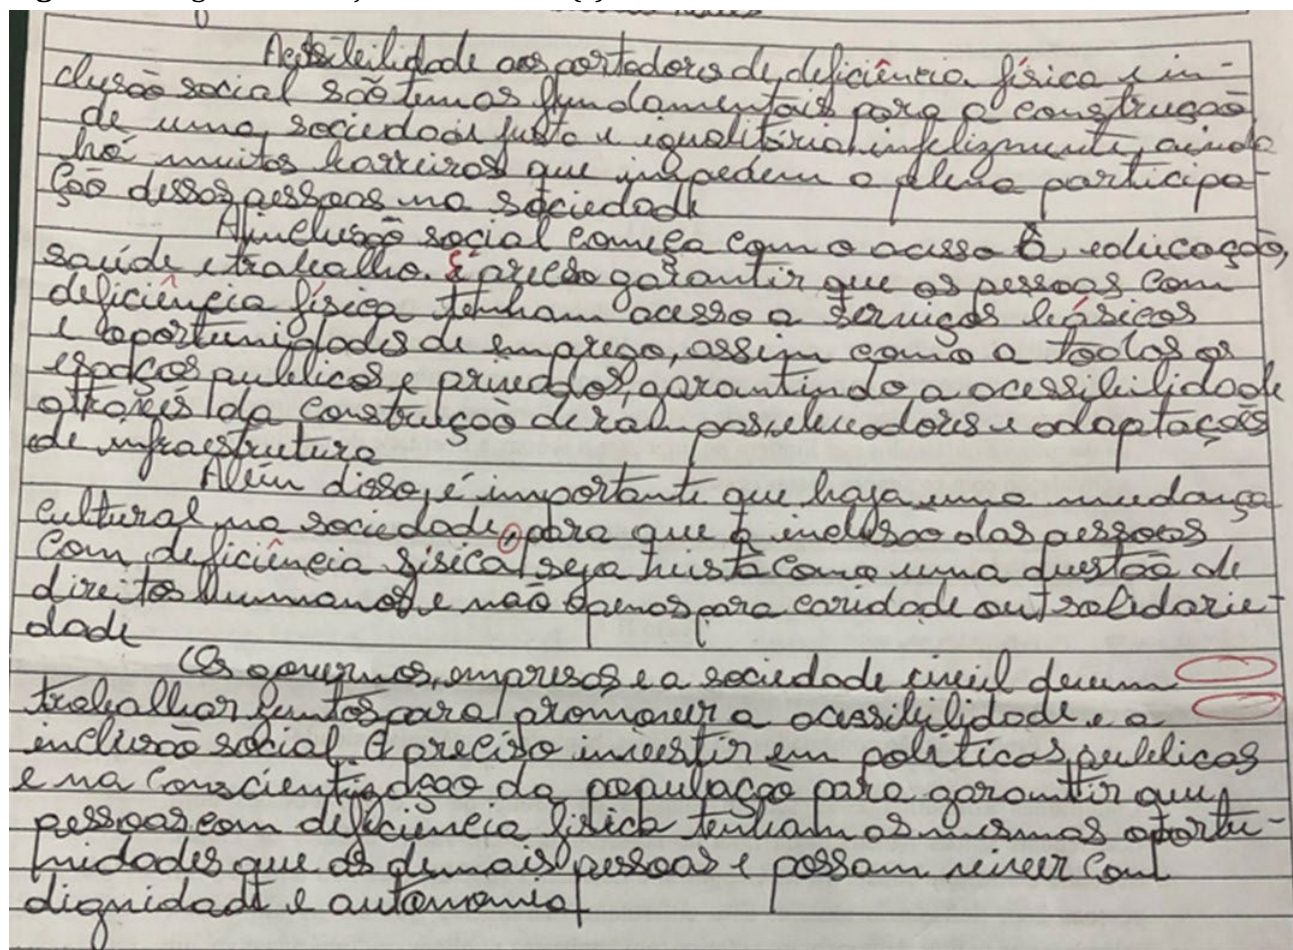 Acessibilidade aos portadores de deficiência física e in-
clusão social são temas fundamentais para a construção
de uma sociedade justa e igualitária, infelizmente, ainda
há muitas barreiras que impedem a plena participa-
ção dessas pessoas na sociedade
A inclusão social começa com o acesso à educação,
saúde e trabalho. É preciso garantir que as pessoas com
deficiência física tenham acesso a serviços básicos
e oportunidades de emprego, assim como a todos os
espaços publicos e privados, garantindo a acessibilidade
através da construção de rampas, elevadores e adaptações
de infraestrutura
Além disso, é importante que haja uma mudança
cultural na sociedade, para que a inclusão das pessoas
com deficiência física seja vista como uma questão de
direitos humanos e não apenas para caridade ou solidarie-
dade
Os governos, empresas e a sociedade civil devem
trabalhar juntos para promover a acessibilidade e a
inclusão social. É preciso investir em políticas publicas
e na conscientização da população para garantir que
pessoas com deficiência física tenham as mesmas oportu-
nidades que as demais pessoas e possam viver com
dignidade e autonomia